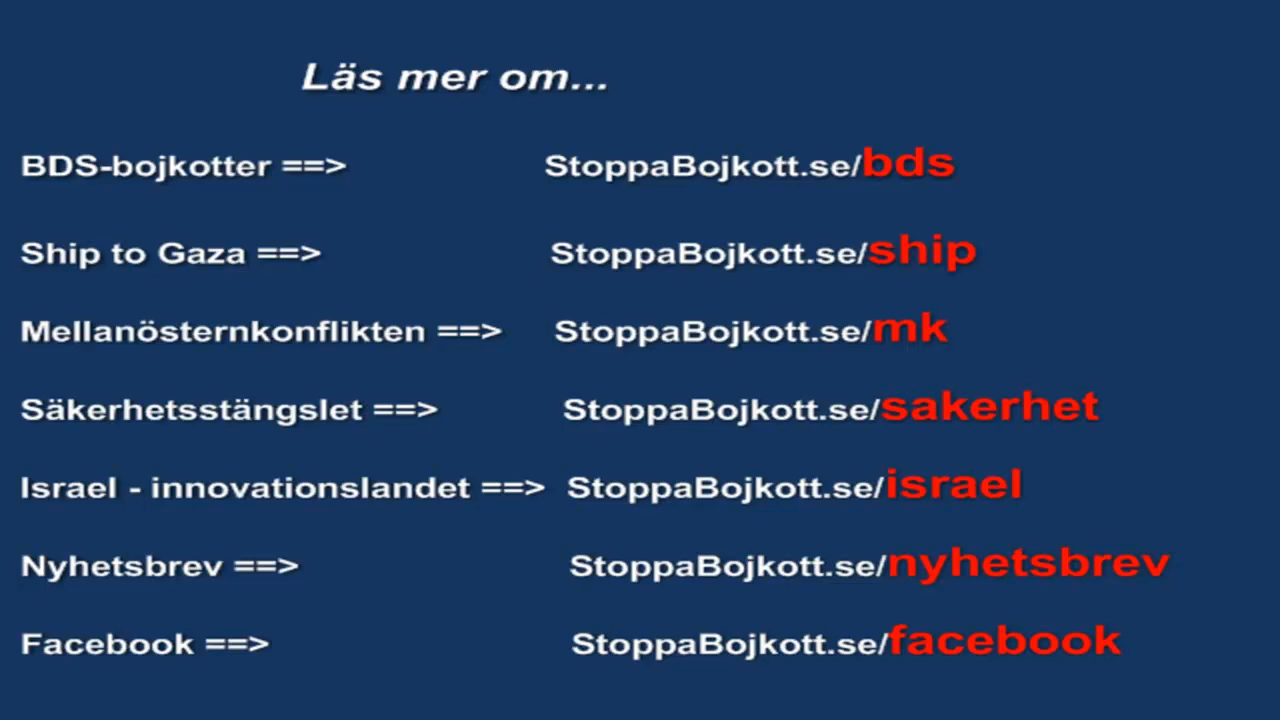 Läs mer om...
BDS-bojkotter ==> StoppaBojkott.se/bds
Ship to Gaza ==> StoppaBojkott.se/ship
Mellanösternkonflikten ==> StoppaBojkott.se/mk
Säkerhetsstängslet ==> StoppaBojkott.se/sakerhet
Israel - innovationslandet ==> StoppaBojkott.se/israel
Nyhetsbrev ==> StoppaBojkott.se/nyhetsbrev
Facebook ==> StoppaBojkott.se/facebook